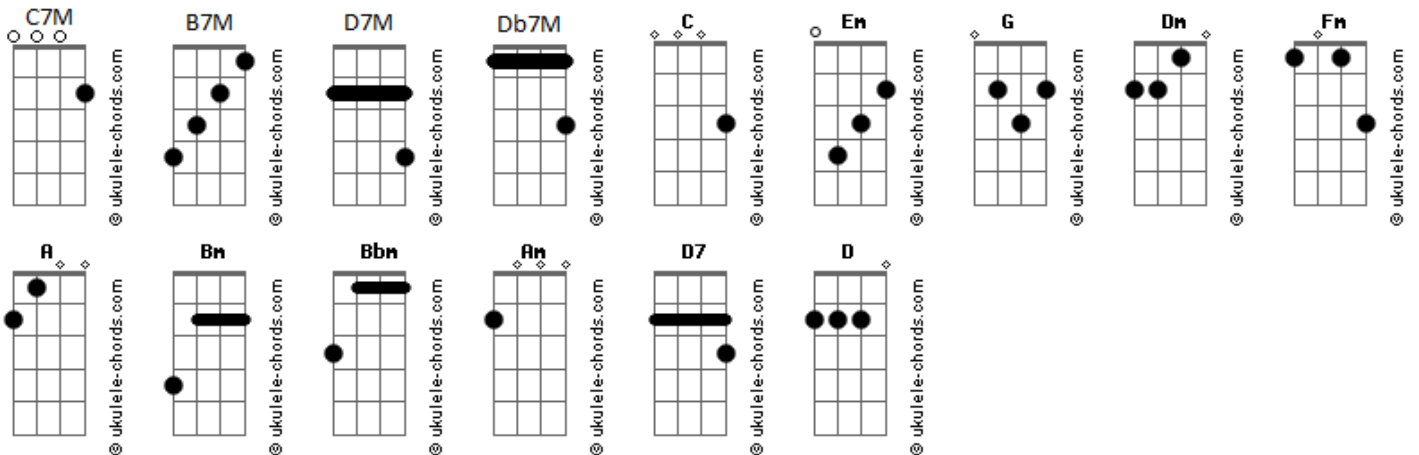 C7M B7M D7M Db7M C Em G Dm Fm
© ukulele-chords.com © ukulele-chords.com © ukulele-chords.com © ukulele-chords.com © ukulele-chords.com © ukulele-chords.com © ukulele-chords.com © ukulele-chords.com © ukulele-chords.com
A Bm Bbm Am D7 D
© ukulele-chords.com © ukulele-chords.com © ukulele-chords.com © ukulele-chords.com © ukulele-chords.com © ukulele-chords.com